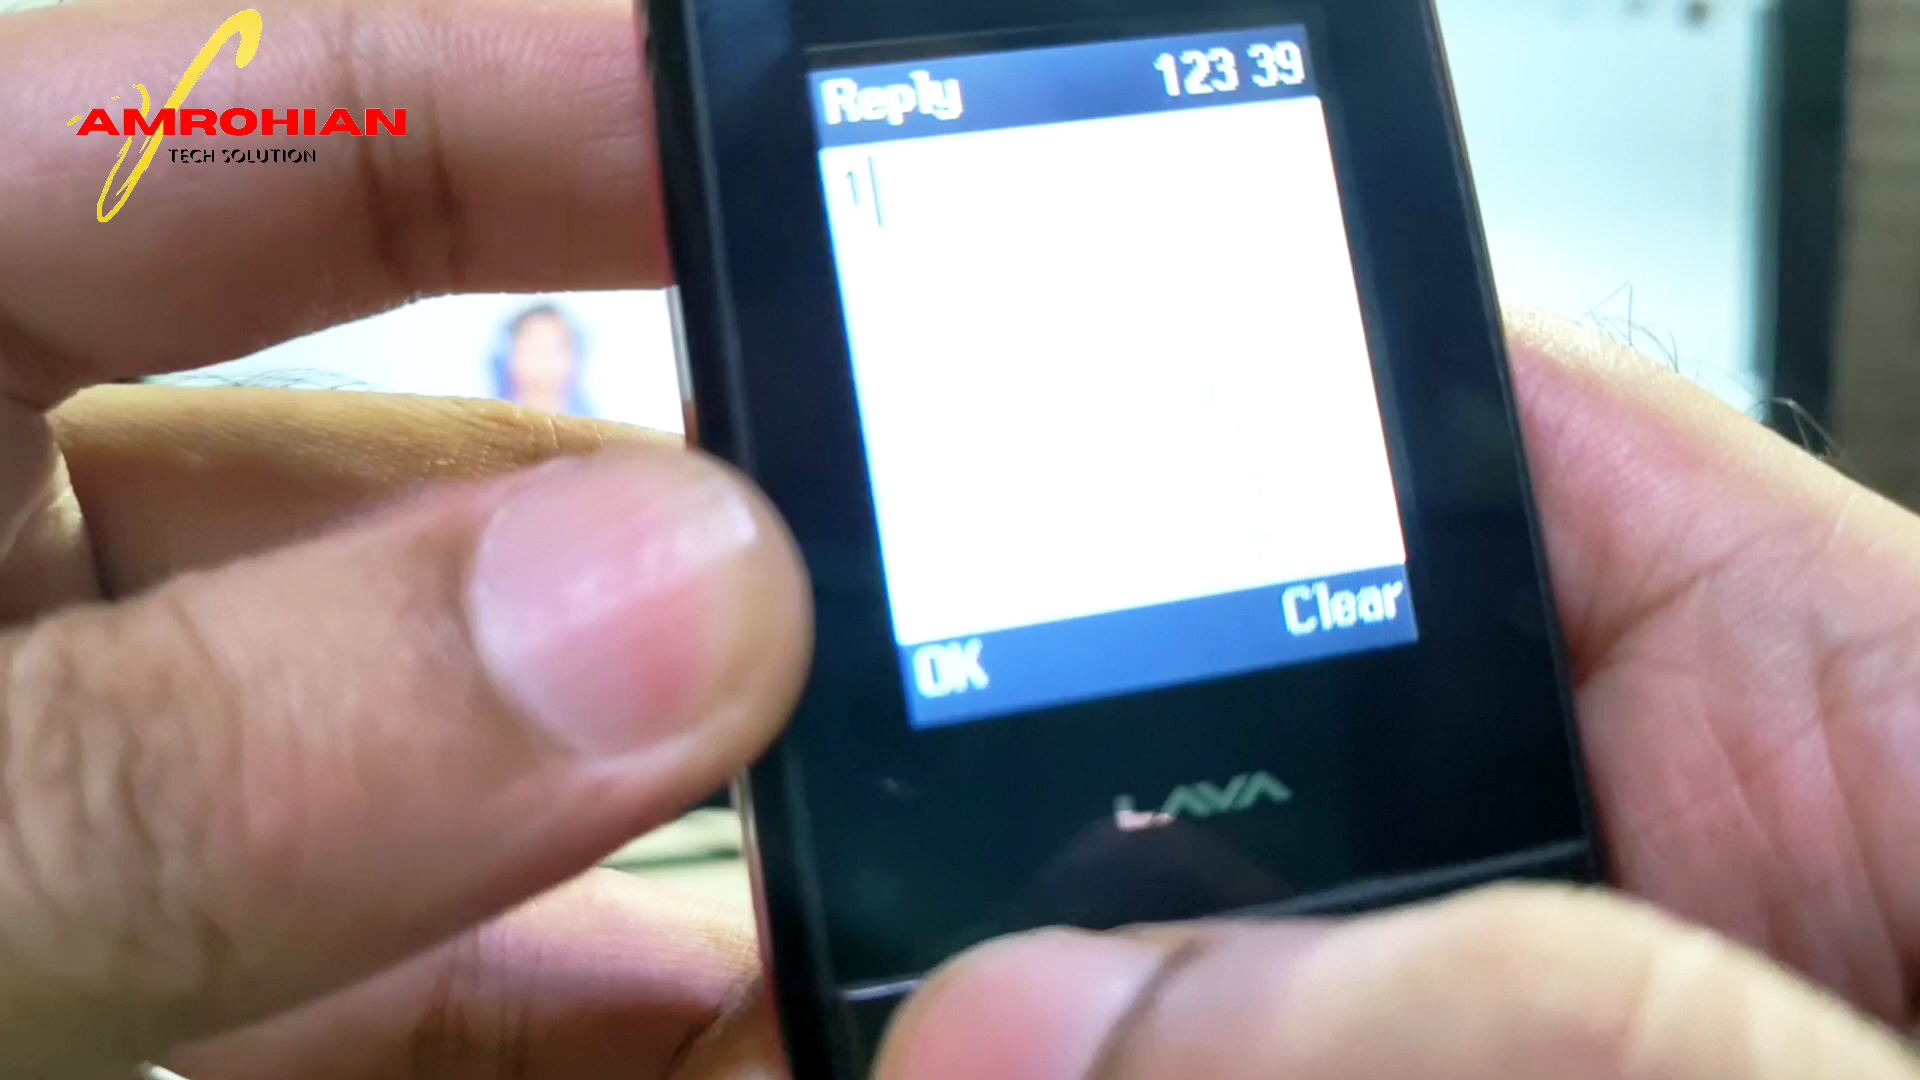 AMROHIAN
TECH SOLUTION
Reply 123 39
1
OK Clear
LAVA